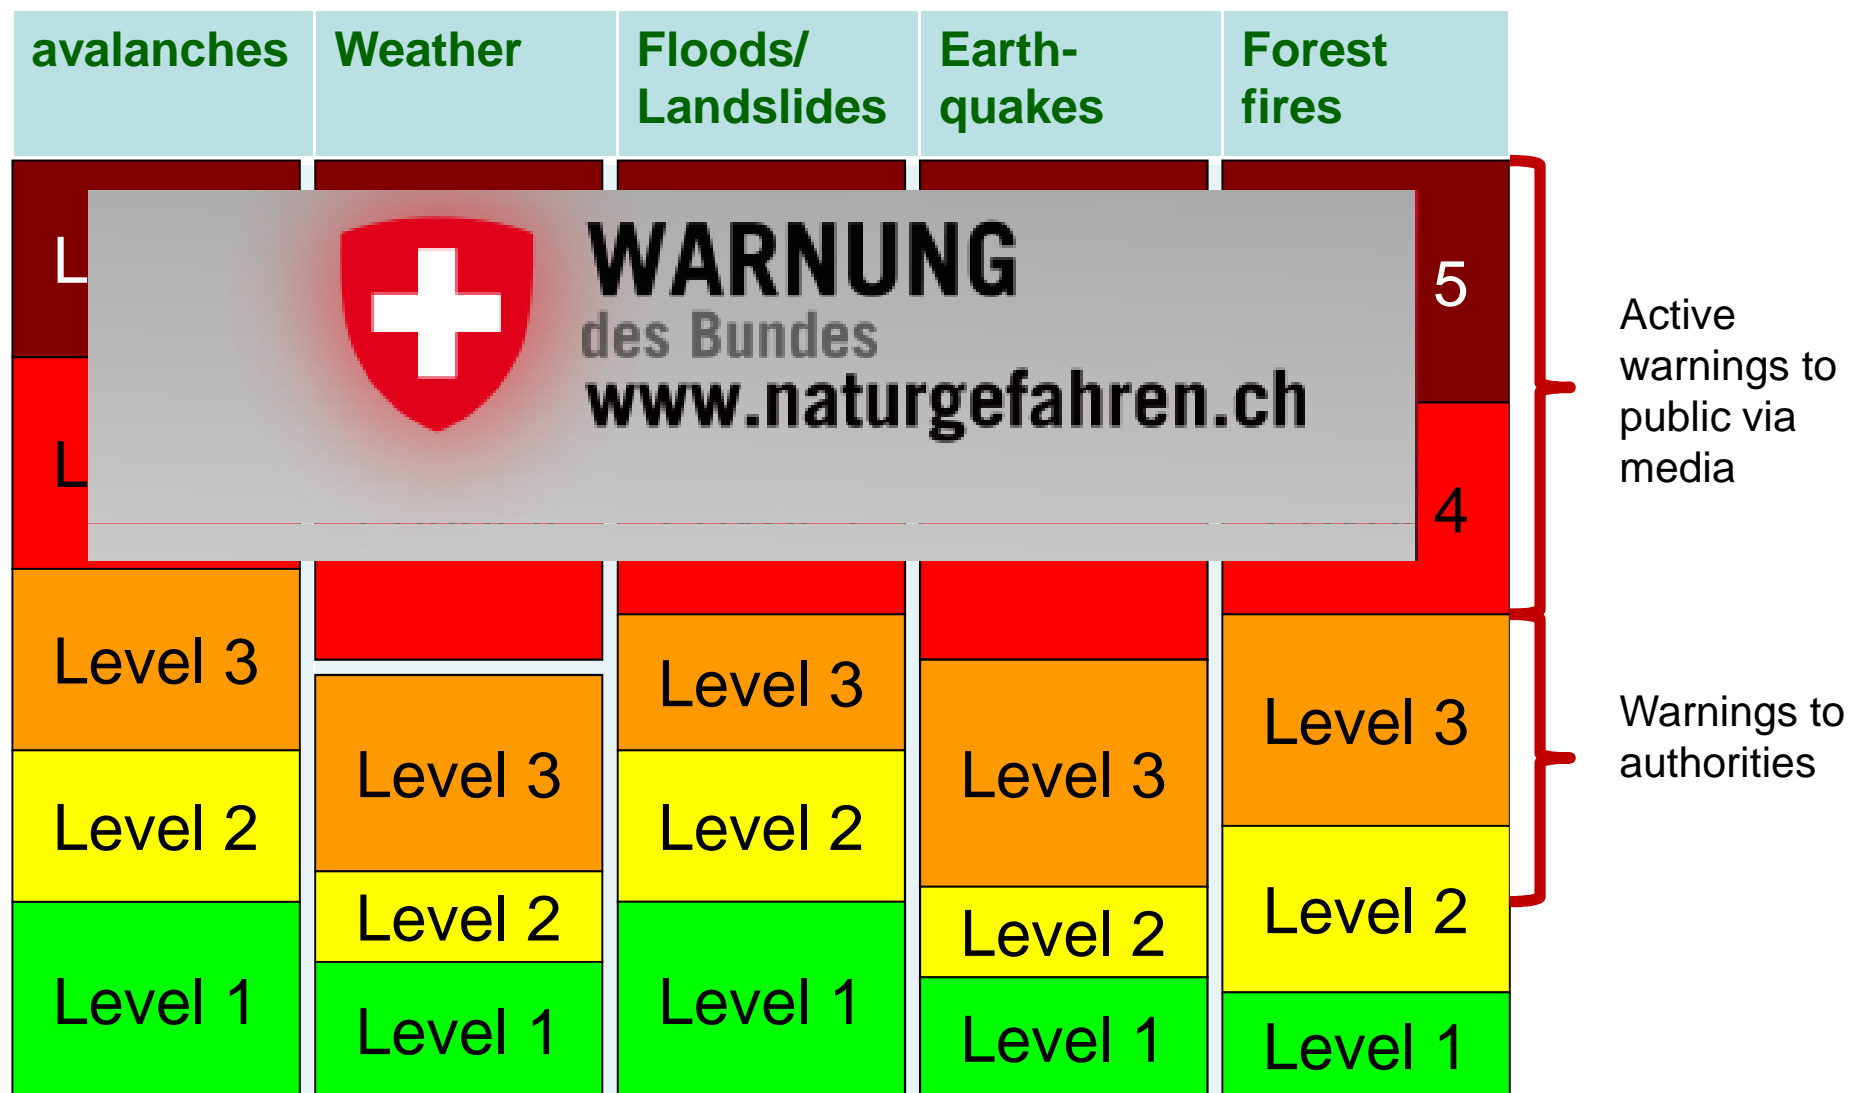 avalanches
Weather
Floods/
Landslides
Earth-
quakes
Forest
fires
WARNUNG
des Bundes
www.naturgefahren.ch
5
4
Active
warnings to
public via
media
Level 3
Level 2
Level 1
Level 3
Level 2
Level 1
Level 3
Level 2
Level 1
Level 3
Level 2
Level 1
Level 3
Level 2
Level 1
Warnings to
authorities